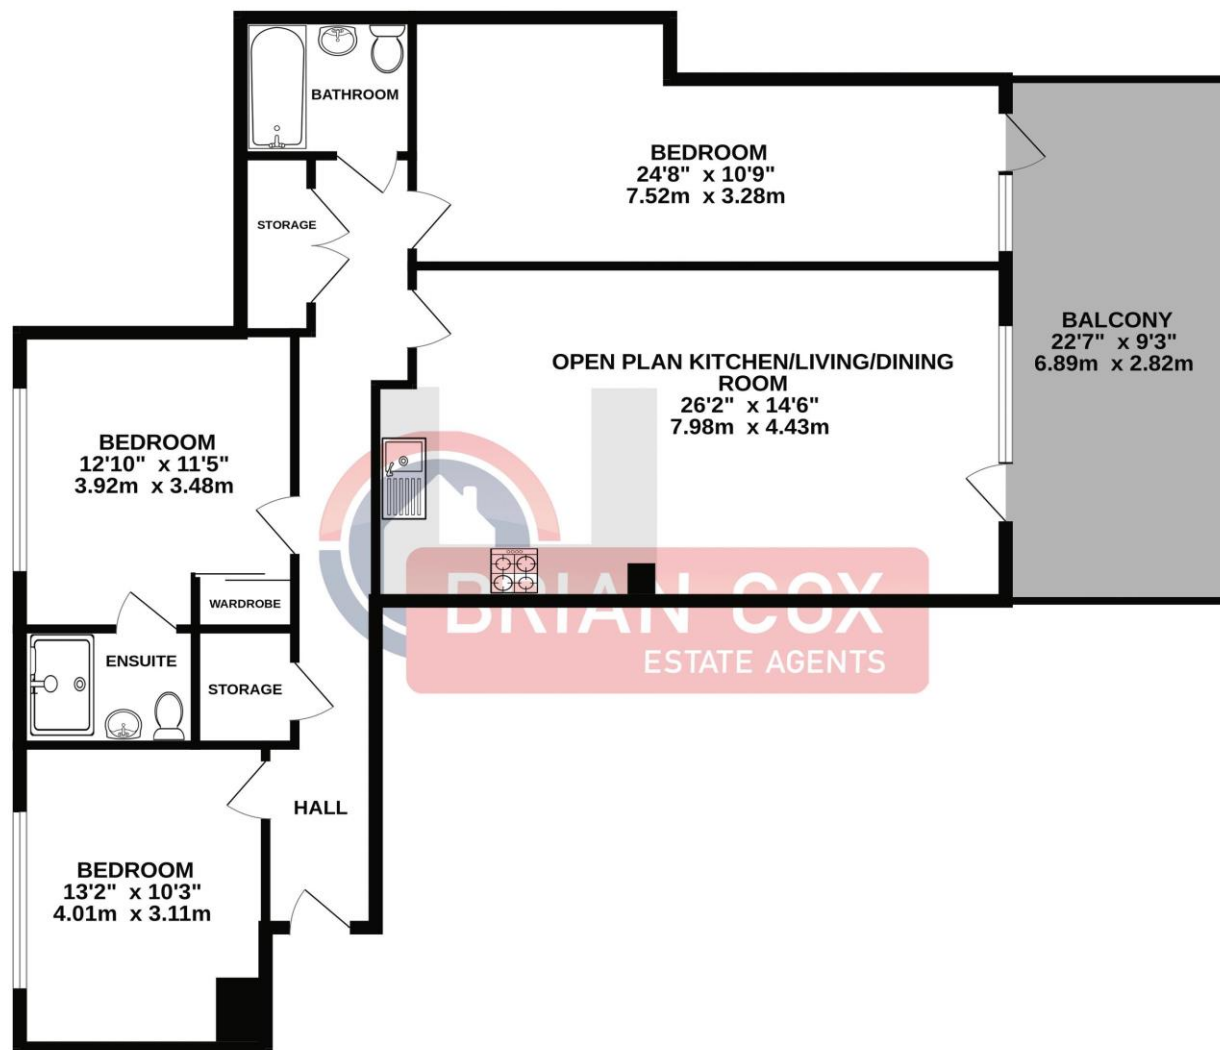 BATHROOM
BEDROOM
24'8" x 10'9"
7.52m x 3.28m
STORAGE
BALCONY
22'7" x 9'3"
6.89m x 2.82m
OPEN PLAN KITCHEN/LIVING/DINING
ROOM
26'2" x 14'6"
7.98m x 4.43m
BEDROOM
12'10" x 11'5"
3.92m x 3.48m
WARDROBE
BRIAN COX
ESTATE AGENTS
ENSUITE
STORAGE
HALL
BEDROOM
13'2" x 10'3"
4.01m x 3.11m